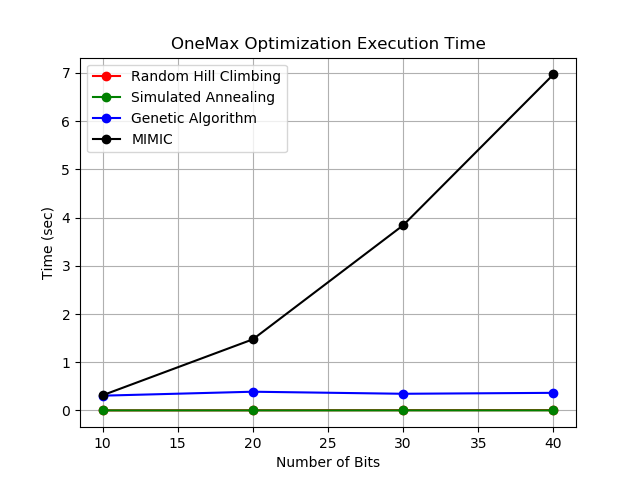 OneMax Optimization Execution Time
Random Hill Climbing
Simulated Annealing
Genetic Algorithm
MIMIC
Time (sec)
7
6
5
4
3
2
1
0
10 15 20 25 30 35 40
Number of Bits